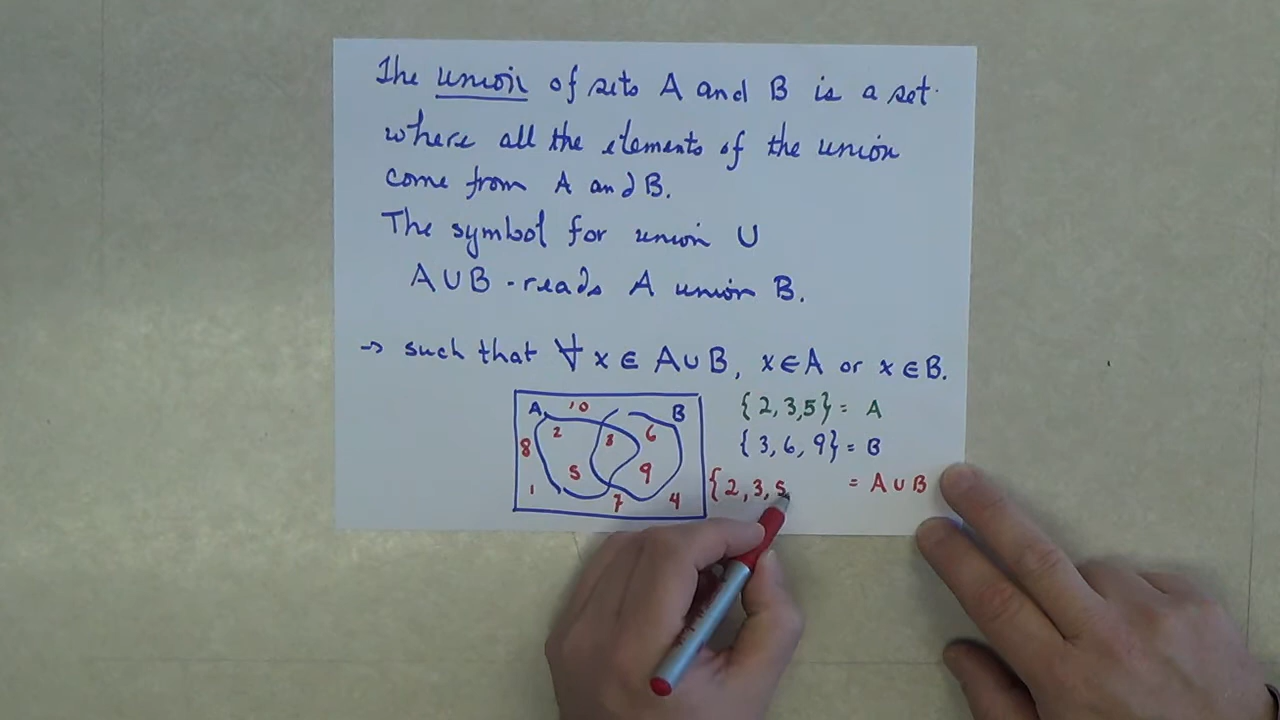 The union of sets A and B is a set
where all the elements of the union
come from A and B.
The symbol for union ∪
A∪B - reads A union B.
→ such that ∀ x ∈ A∪B, x∈A or x∈B.
A 10 B
2 3 6
8
5 9
1 7 4
{2, 3, 5} = A
{3, 6, 9} = B
{2, 3, 5 = A ∪ B